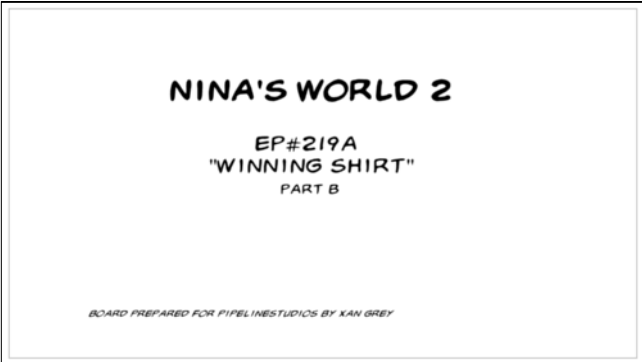 NINA'S WORLD 2
EP#219A
"WINNING SHIRT"
PART B
BOARD PREPARED FOR PIPELINESTUDIOS BY XAN GREY